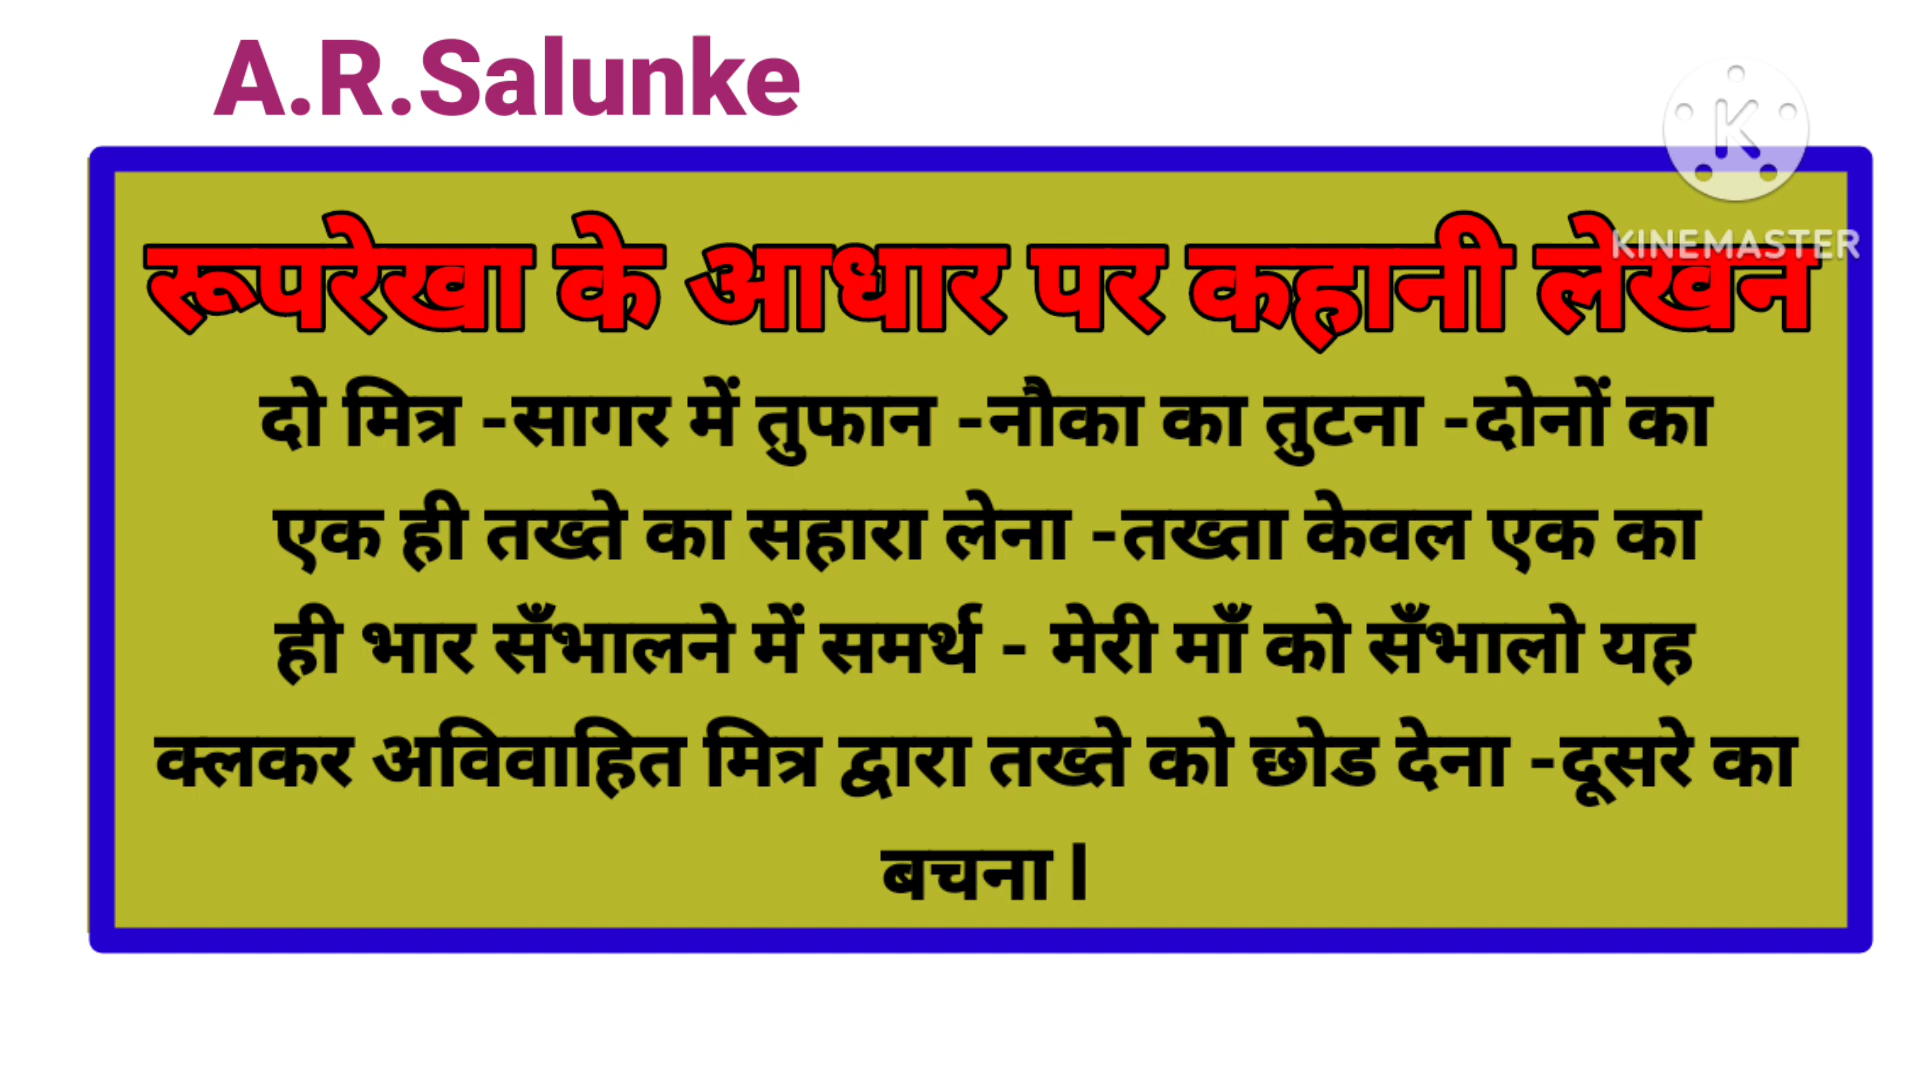 A.R.Salunke
KINEMASTER
रूपरेखा के आधार पर कहानी लेखन
दो मित्र -सागर में तुफान -नौका का तुटना -दोनों का
एक ही तख्ते का सहारा लेना -तख्ता केवल एक का
ही भार सँभालने में समर्थ - मेरी माँ को सँभालो यह
क्लकर अविवाहित मित्र द्वारा तख्ते को छोड देना -दूसरे का
बचना।